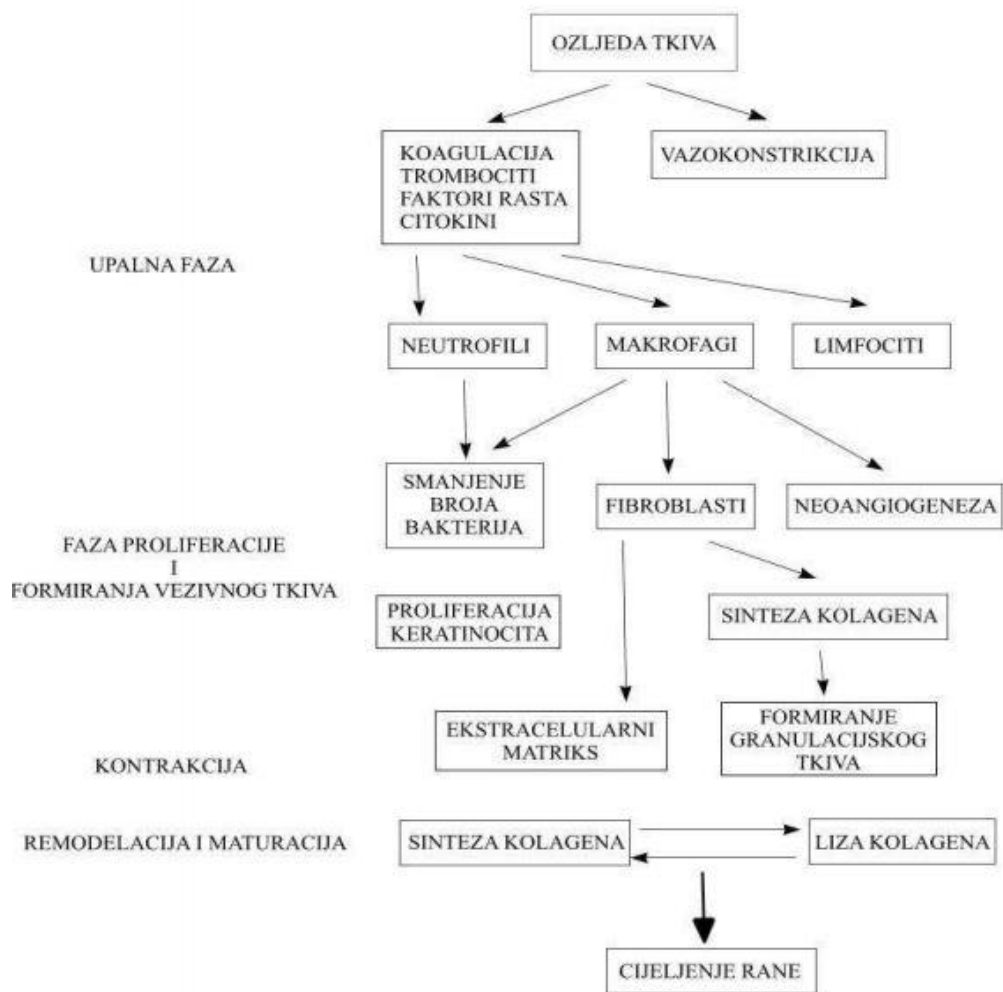 OZLJEDA TKIVA
KOAGULACIJA
TROMBOCITI
FAKTORI RASTA
CITOKINI
VAZOKONSTRIKCIJA
UPALNA FAZA
NEUTROFILI
MAKROFAGI
LIMFOCITI
SMANJENJE
BROJA
BAKTERIJA
FIBROBLASTI
NEOANGIOGENEZA
FAZA PROLIFERACIJE
I
FORMIRANJA VEZIVNOG TKIVA
PROLIFERACIJA
KERATINOCITA
SINTEZA KOLAGENA
EKSTRACELULARNI
MATRIKS
FORMIRANJE
GRANULACIJSKOG
TKIVA
KONTRAKCIJA
REMODELACIJA I MATURACIJA
SINTEZA KOLAGENA
LIZA KOLAGENA
CIJELJENJE RANE